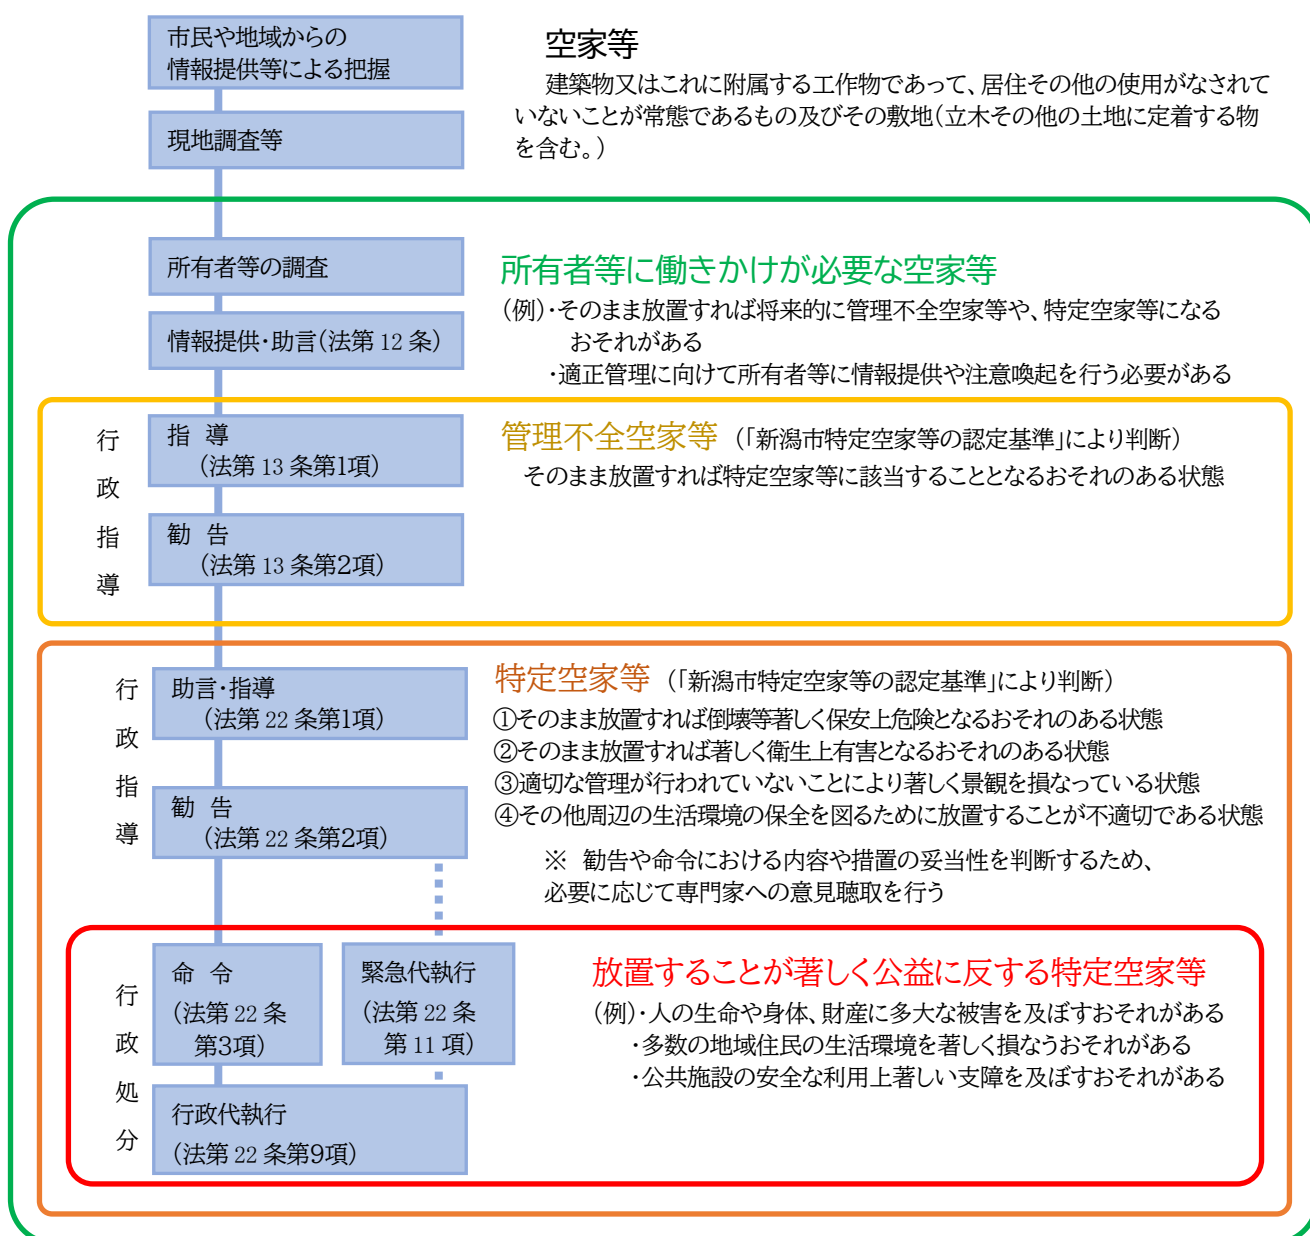 市民や地域からの
情報提供等による把握
空家等
建築物又はこれに附属する工作物であって、居住その他の使用がなされて
いないことが常態であるもの及びその敷地(立木その他の土地に定着する物
を含む。)
現地調査等
所有者等の調査
所有者等に働きかけが必要な空家等
(例)・そのまま放置すれば将来的に管理不全空家等や、特定空家等になる
おそれがある
・適正管理に向けて所有者等に情報提供や注意喚起を行う必要がある
情報提供・助言(法第 12 条)
行政指導
指 導
(法第 13 条第1項)
管理不全空家等 (「新潟市特定空家等の認定基準」により判断)
そのまま放置すれば特定空家等に該当することとなるおそれのある状態
勧 告
(法第 13 条第2項)
行政指導
助言・指導
(法第 22 条第1項)
特定空家等 (「新潟市特定空家等の認定基準」により判断)
①そのまま放置すれば倒壊等著しく保安上危険となるおそれのある状態
②そのまま放置すれば著しく衛生上有害となるおそれのある状態
③適切な管理が行われていないことにより著しく景観を損なっている状態
④その他周辺の生活環境の保全を図るために放置することが不適切である状態
勧 告
(法第 22 条第2項)
※ 勧告や命令における内容や措置の妥当性を判断するため、
必要に応じて専門家への意見聴取を行う
行政処分
命 令
(法第 22 条
第3項)
緊急代執行
(法第 22 条
第 11 項)
放置することが著しく公益に反する特定空家等
(例)・人の生命や身体、財産に多大な被害を及ぼすおそれがある
・多数の地域住民の生活環境を著しく損なうおそれがある
・公共施設の安全な利用上著しい支障を及ぼすおそれがある
行政代執行
(法第 22 条第9項)